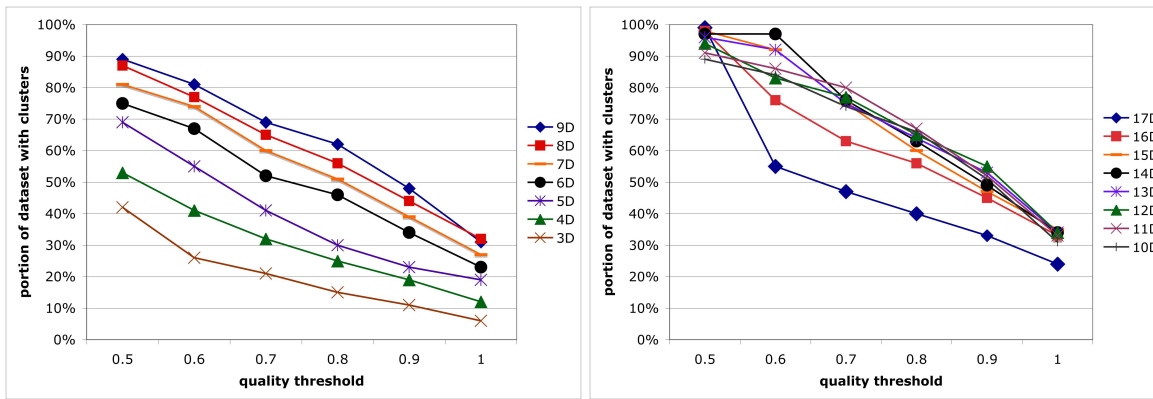 portion of dataset with clusters
100%
90%
80%
70%
60%
50%
40%
30%
20%
10%
0%
0.5 0.6 0.7 0.8 0.9 1
quality threshold
9D
8D
7D
6D
5D
4D
3D
portion of dataset with clusters
100%
90%
80%
70%
60%
50%
40%
30%
20%
10%
0%
0.5 0.6 0.7 0.8 0.9 1
quality threshold
17D
16D
15D
14D
13D
12D
11D
10D